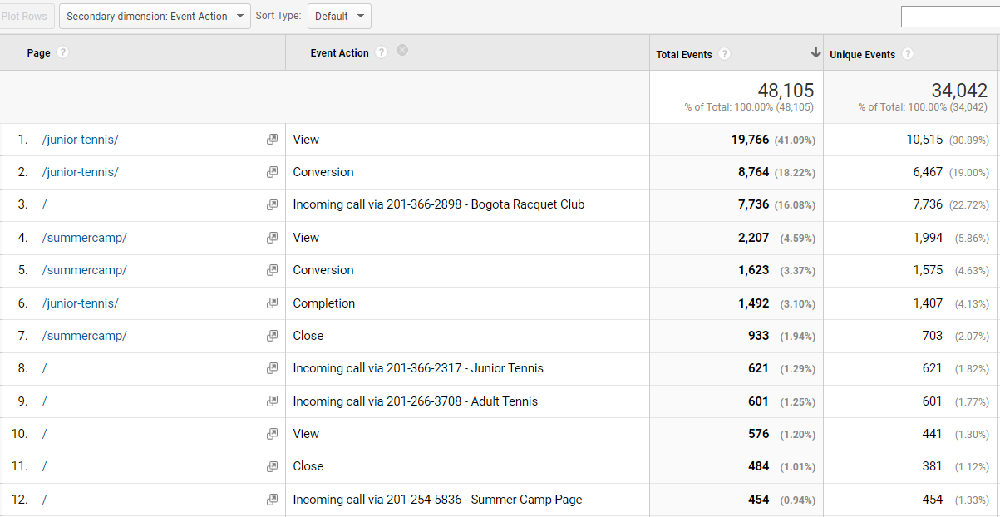 Plot Rows Secondary dimension: Event Action Sort Type: Default
Page ? Event Action ? Total Events ? Unique Events ?
48,105 34,042
% of Total: 100.00% (48,105) % of Total: 100.00% (34,042)
1. /junior-tennis/ View 19,766 (41.09%) 10,515 (30.89%)
2. /junior-tennis/ Conversion 8,764 (18.22%) 6,467 (19.00%)
3. / Incoming call via 201-366-2898 - Bogota Racquet Club 7,736 (16.08%) 7,736 (22.72%)
4. /summercamp/ View 2,207 (4.59%) 1,994 (5.86%)
5. /summercamp/ Conversion 1,623 (3.37%) 1,575 (4.63%)
6. /junior-tennis/ Completion 1,492 (3.10%) 1,407 (4.13%)
7. /summercamp/ Close 933 (1.94%) 703 (2.07%)
8. / Incoming call via 201-366-2317 - Junior Tennis 621 (1.29%) 621 (1.82%)
9. / Incoming call via 201-266-3708 - Adult Tennis 601 (1.25%) 601 (1.77%)
10. / View 576 (1.20%) 441 (1.30%)
11. / Close 484 (1.01%) 381 (1.12%)
12. / Incoming call via 201-254-5836 - Summer Camp Page 454 (0.94%) 454 (1.33%)